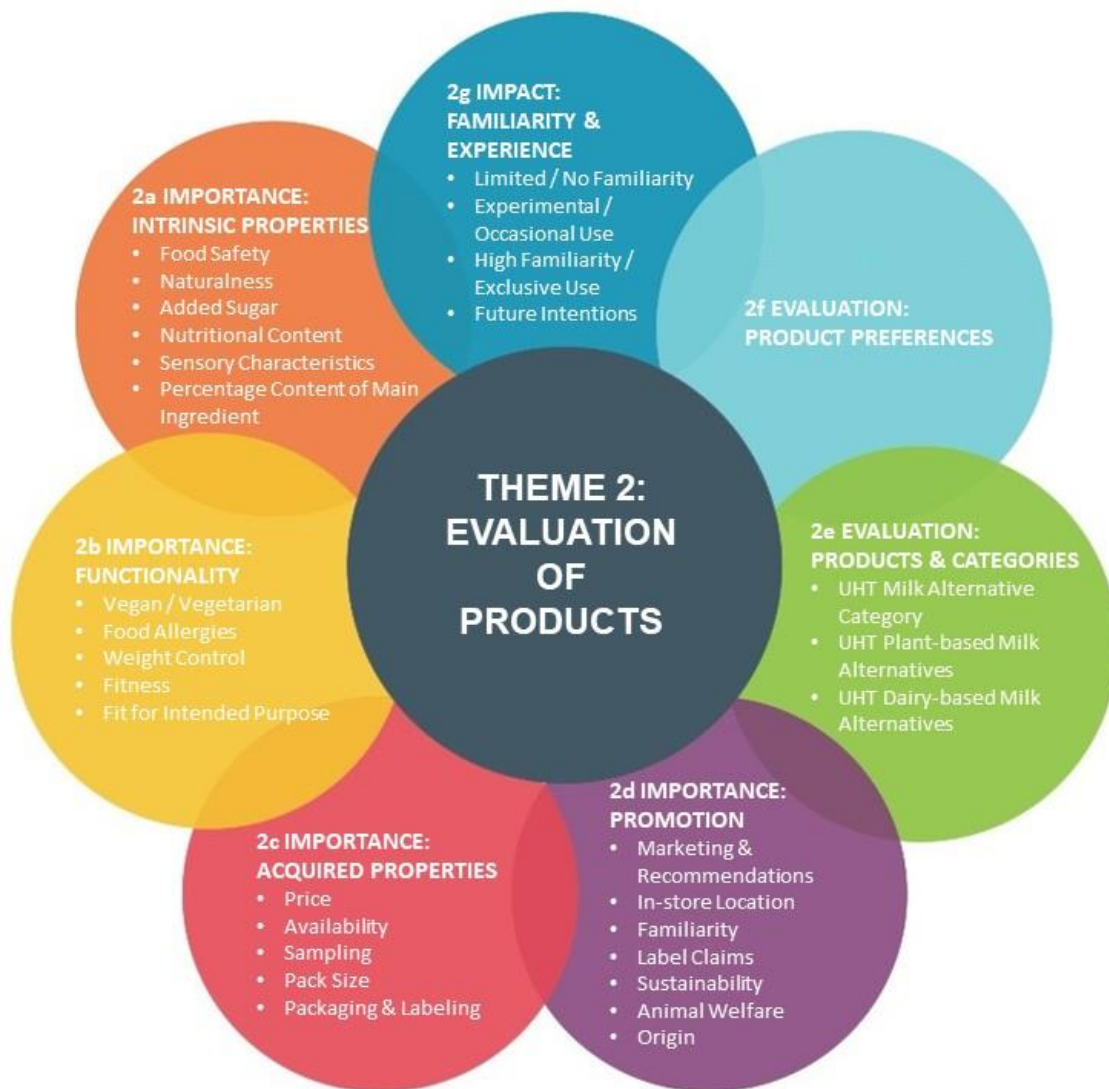 2g IMPACT:
FAMILIARITY &
EXPERIENCE
• Limited / No Familiarity
• Experimental /
Occasional Use
• High Familiarity /
Exclusive Use
• Future Intentions
2a IMPORTANCE:
INTRINSIC PROPERTIES
• Food Safety
• Naturalness
• Added Sugar
• Nutritional Content
• Sensory Characteristics
• Percentage Content of Main
Ingredient
2f EVALUATION:
PRODUCT PREFERENCES
THEME 2:
EVALUATION
OF
PRODUCTS
2b IMPORTANCE:
FUNCTIONALITY
• Vegan / Vegetarian
• Food Allergies
• Weight Control
• Fitness
• Fit for Intended Purpose
2e EVALUATION:
PRODUCTS & CATEGORIES
• UHT Milk Alternative
Category
• UHT Plant-based Milk
Alternatives
• UHT Dairy-based Milk
Alternatives
2c IMPORTANCE:
ACQUIRED PROPERTIES
• Price
• Availability
• Sampling
• Pack Size
• Packaging & Labeling
2d IMPORTANCE:
PROMOTION
• Marketing &
Recommendations
• In-store Location
• Familiarity
• Label Claims
• Sustainability
• Animal Welfare
• Origin